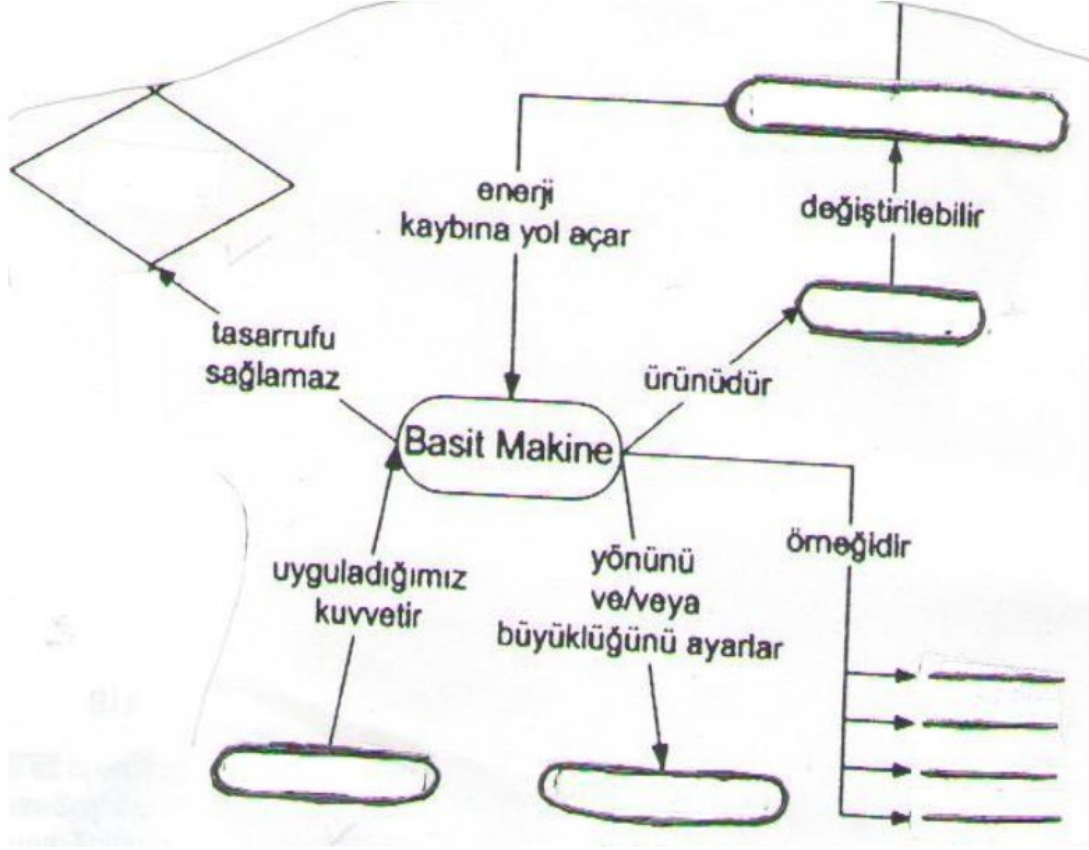 enerji
kaybına yol açar
değiştirilebilir
tasarrufu
sağlamaz
ürünüdür
Basit Makine
örneğidir
uyguladığımız
kuvvetir
yönünü
ve/veya
büyüklüğünü ayarlar